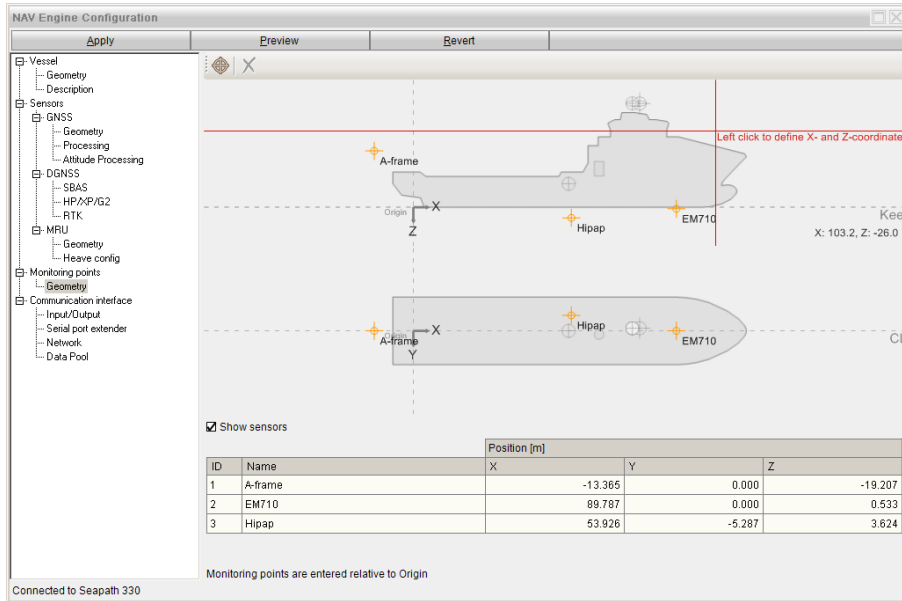 NAV Engine Configuration
Apply Preview Revert
Vessel
Geometry
Description
Sensors
GNSS
Geometry
Processing
Attitude Processing
DGNSS
SBAS
HP/XP/G2
RTK
MRU
Geometry
Heave config
Monitoring points
Geometry
Communication interface
Input/Output
Serial port extender
Network
Data Pool
Left click to define X- and Z-coordinate
A-frame
Origin
X
Z
Hipap
EM710
Kee
X: 103.2, Z: -26.0
A-frame
Origin
X
Y
Hipap
EM710
Cl
Show sensors
Position [m]
ID Name X Y Z
1 A-frame -13.365 0.000 -19.207
2 EM710 89.787 0.000 0.533
3 Hipap 53.926 -5.287 3.624
Monitoring points are entered relative to Origin
Connected to Seapath 330